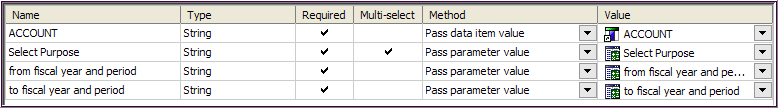 Name Type Required Multi-select Method Value
ACCOUNT String ✔ Pass data item value ACCOUNT
Select Purpose String ✔ ✔ Pass parameter value Select Purpose
from fiscal year and period String ✔ Pass parameter value from fiscal year and pe...
to fiscal year and period String ✔ Pass parameter value to fiscal year and period